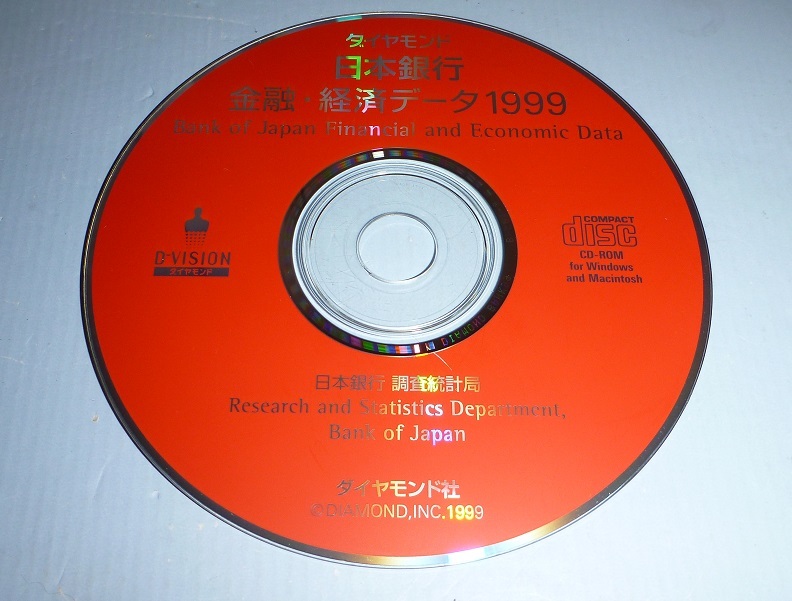 ダイヤモンド
日本銀行
金融・経済データ1999
Bank of Japan Financial and Economic Data
D-VISION
ダイヤモンド
COMPACT
disc
CD-ROM
for Windows
and Macintosh
日本銀行 調査統計局
Research and Statistics Department,
Bank of Japan
ダイヤモンド社
©DIAMOND,INC.1999